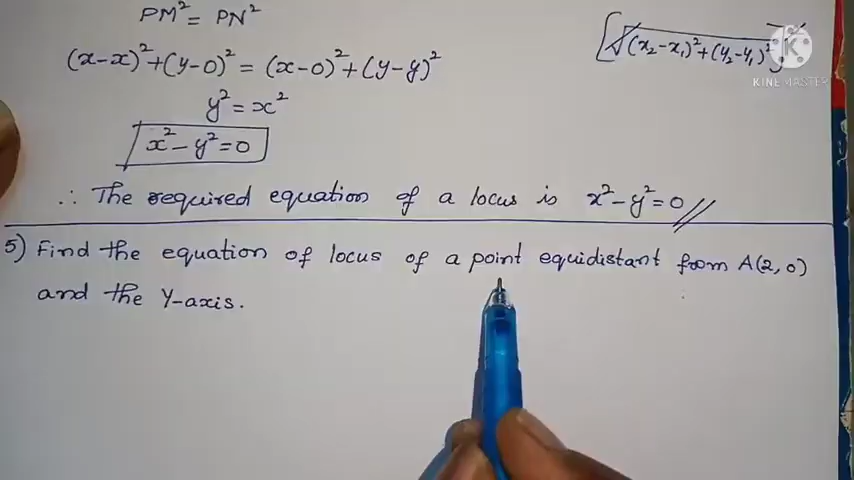 PM² = PN²
(x-x)²+(y-0)² = (x-0)²+(y-y)²
[√(x₂-x₁)²+(y₂-y₁)²]
K
KINEMASTER
y² = x²
x² - y² = 0
∴ The required equation of a locus is x²-y²=0
5) Find the equation of locus of a point equidistant from A(2,0)
and the Y-axis.